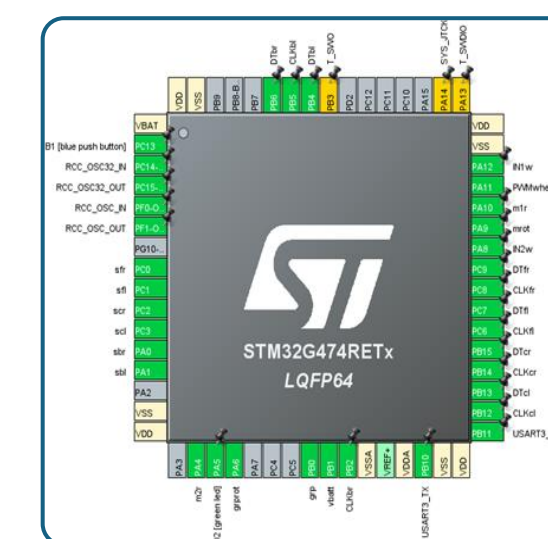 DTbr
CLKbl
DTbl
T_SWO
SYS_JTCK
T_SWDIO
VDD
VSS
PB9
PB8-B
PB7
PB6
PB5
PB4
PB3
PD2
PC12
PC11
PC10
PA15
PA14
PA13
VBAT
B1 [blue push button] PC13
RCC_OSC32_IN PC14-
RCC_OSC32_OUT PC15-
RCC_OSC_IN PF0-O
RCC_OSC_OUT PF1-O
PG10-
sfr PC0
sfl PC1
scr PC2
scl PC3
sbr PA0
sbl PA1
PA2
VSS
VDD
STM32G474RETx
LQFP64
VDD
VSS
PA12 IN1w
PA11 PWMwhe
PA10 m1r
PA9 mrot
PA8 IN2w
PC9 DTfr
PC8 CLKfr
PC7 DTfl
PC6 CLKfl
PB15 DTcr
PB14 CLKcr
PB13 DTcl
PB12 CLKcl
PB11 USART3_
PA3
PA4
PA5
PA6
PA7
PC4
PC5
PB0
PB1
PB2
VSSA
VREF+
VDDA
PB10
VSS
VDD
m2r
[green led]
grprot
grp
vbatt
CLKbr
USART3_TX